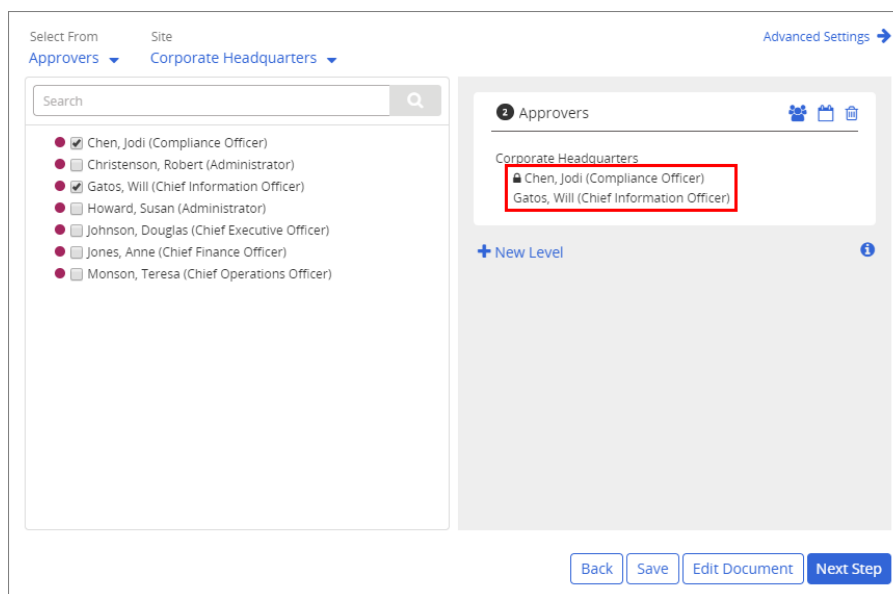 Select From
Site
Advanced Settings
Approvers
Corporate Headquarters
Search
Chen, Jodi (Compliance Officer)
Christenson, Robert (Administrator)
Gatos, Will (Chief Information Officer)
Howard, Susan (Administrator)
Johnson, Douglas (Chief Executive Officer)
Jones, Anne (Chief Finance Officer)
Monson, Teresa (Chief Operations Officer)
2 Approvers
Corporate Headquarters
Chen, Jodi (Compliance Officer)
Gatos, Will (Chief Information Officer)
New Level
Back
Save
Edit Document
Next Step